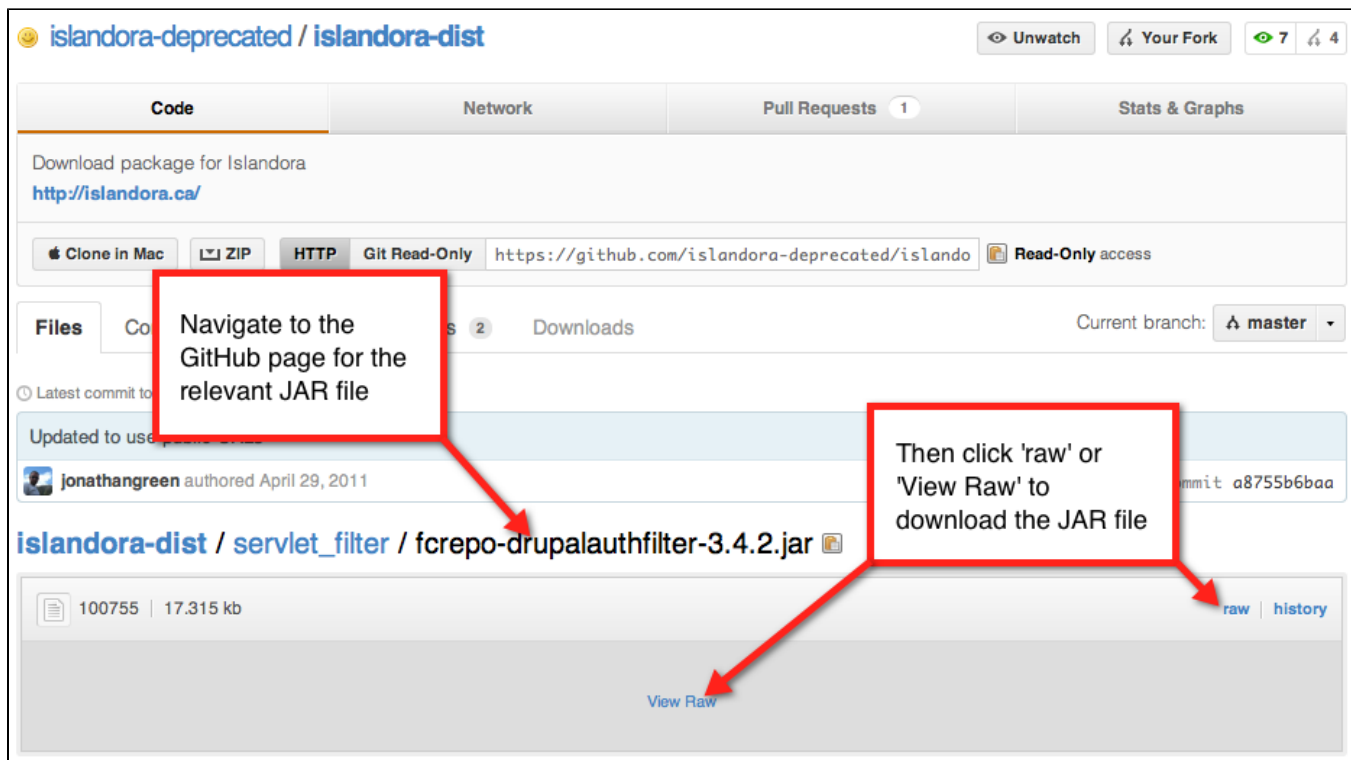 islandora-deprecated / islandora-dist
Unwatch Your Fork 7 4
Code Network Pull Requests 1 Stats & Graphs
Download package for Islandora
http://islandora.ca/
Clone in Mac ZIP HTTP Git Read-Only https://github.com/islandora-deprecated/islando Read-Only access
Files Co s 2 Downloads Current branch: master
Navigate to the
GitHub page for the
relevant JAR file
Latest commit to
Updated to use
jonathangreen authored April 29, 2011 mmit a8755b6baa
Then click 'raw' or
'View Raw' to
download the JAR file
islandora-dist / servlet_filter / fcrepo-drupalauthfilter-3.4.2.jar
100755 | 17.315 kb raw | history
View Raw